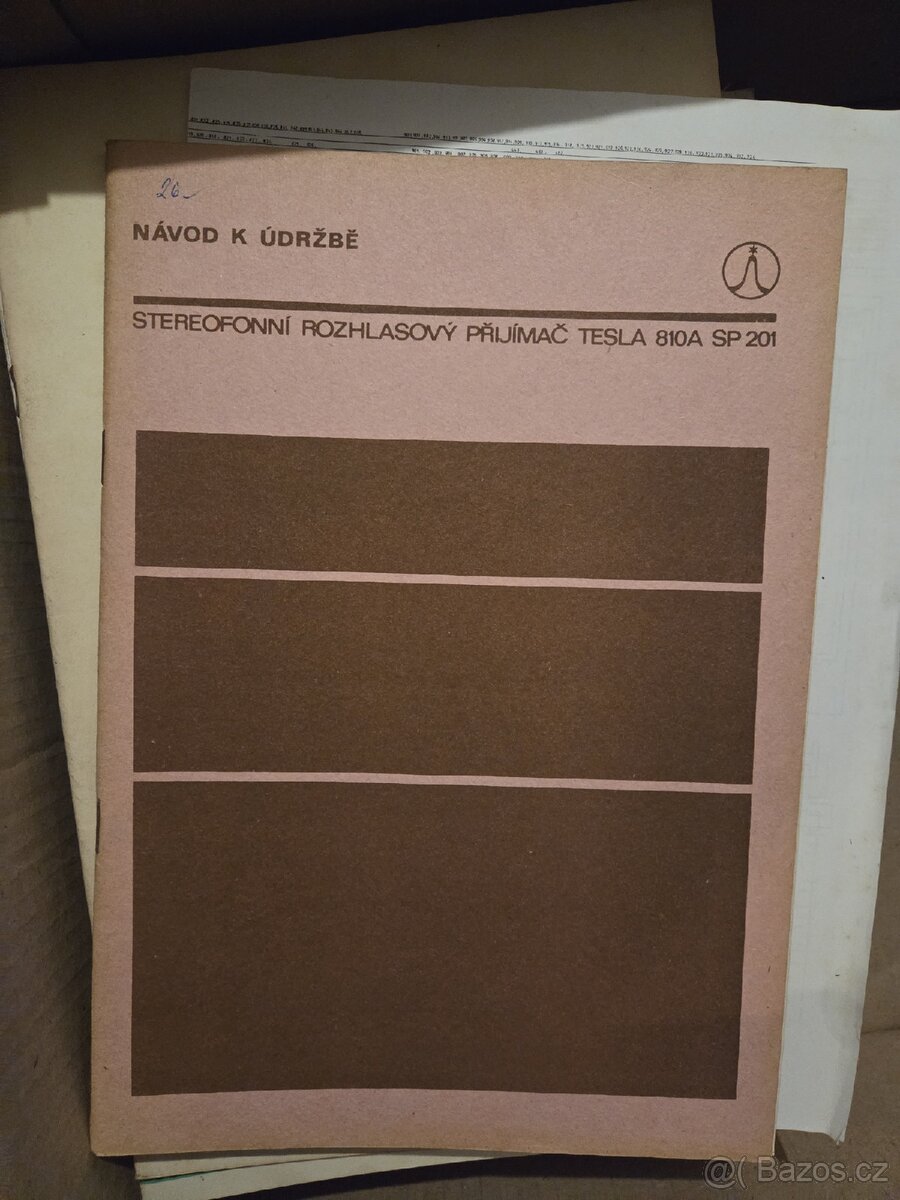 26
NÁVOD K ÚDRŽBĚ
STEREOFONNÍ ROZHLASOVÝ PŘIJÍMAČ TESLA 810A SP 201
@( Bazos.cz